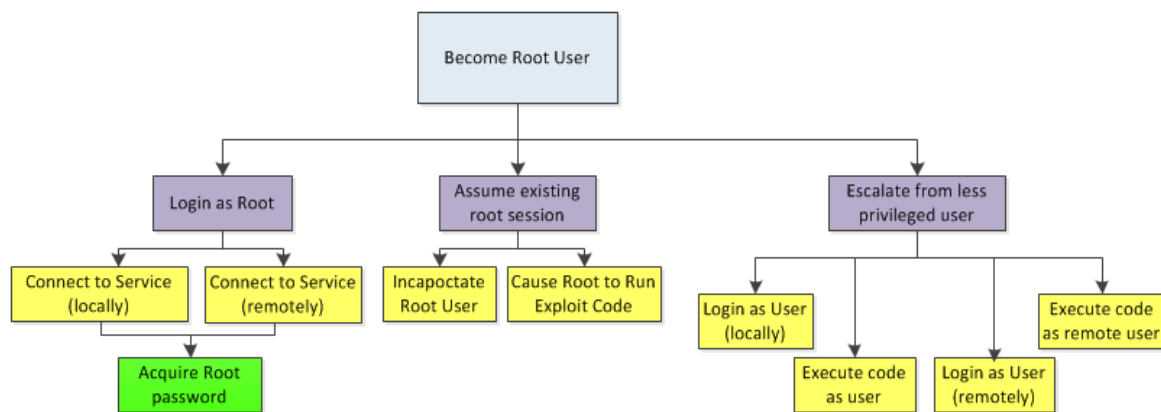 Become Root User
Login as Root
Assume existing
root session
Escalate from less
privileged user
Connect to Service
(locally)
Connect to Service
(remotely)
Incapoctate
Root User
Cause Root to Run
Exploit Code
Login as User
(locally)
Execute code
as remote user
Acquire Root
password
Execute code
as user
Login as User
(remotely)